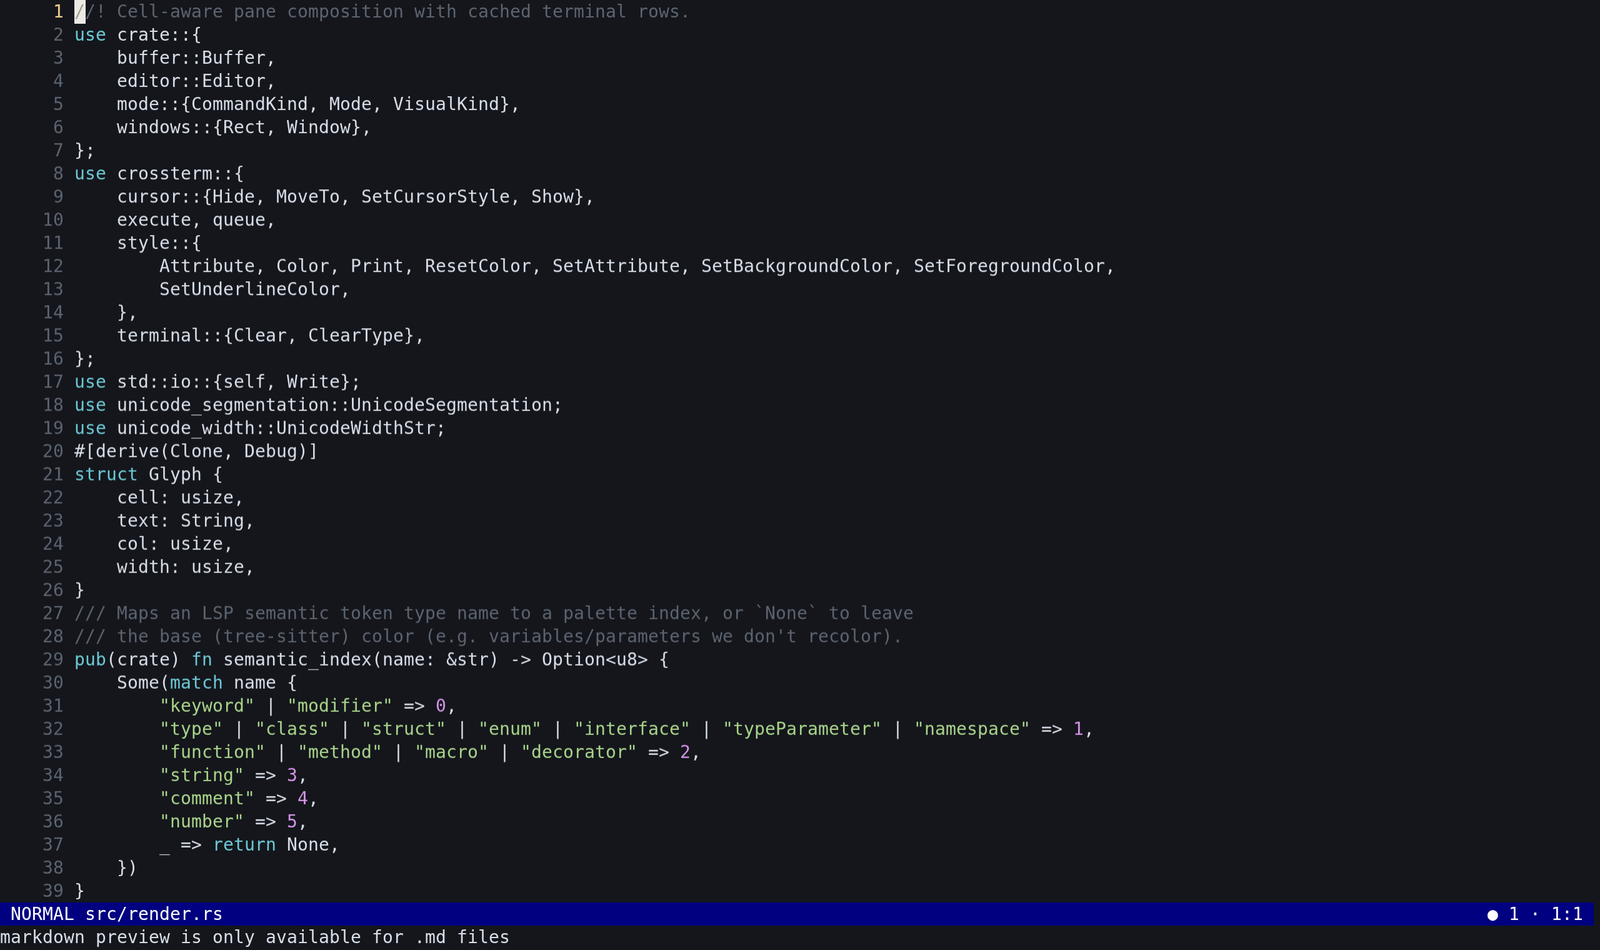 1 //! Cell-aware pane composition with cached terminal rows.
2 use crate::{
3     buffer::Buffer,
4     editor::Editor,
5     mode::{CommandKind, Mode, VisualKind},
6     windows::{Rect, Window},
7 };
8 use crossterm::{
9     cursor::{Hide, MoveTo, SetCursorStyle, Show},
10     execute, queue,
11     style::{
12         Attribute, Color, Print, ResetColor, SetAttribute, SetBackgroundColor, SetForegroundColor,
13         SetUnderlineColor,
14     },
15     terminal::{Clear, ClearType},
16 };
17 use std::io::{self, Write};
18 use unicode_segmentation::UnicodeSegmentation;
19 use unicode_width::UnicodeWidthStr;
20 #[derive(Clone, Debug)]
21 struct Glyph {
22     cell: usize,
23     text: String,
24     col: usize,
25     width: usize,
26 }
27 /// Maps an LSP semantic token type name to a palette index, or `None` to leave
28 /// the base (tree-sitter) color (e.g. variables/parameters we don't recolor).
29 pub(crate) fn semantic_index(name: &str) -> Option<u8> {
30     Some(match name {
31         "keyword" | "modifier" => 0,
32         "type" | "class" | "struct" | "enum" | "interface" | "typeParameter" | "namespace" => 1,
33         "function" | "method" | "macro" | "decorator" => 2,
34         "string" => 3,
35         "comment" => 4,
36         "number" => 5,
37         _ => return None,
38     })
39 }
NORMAL src/render.rs ● 1 · 1:1
markdown preview is only available for .md files